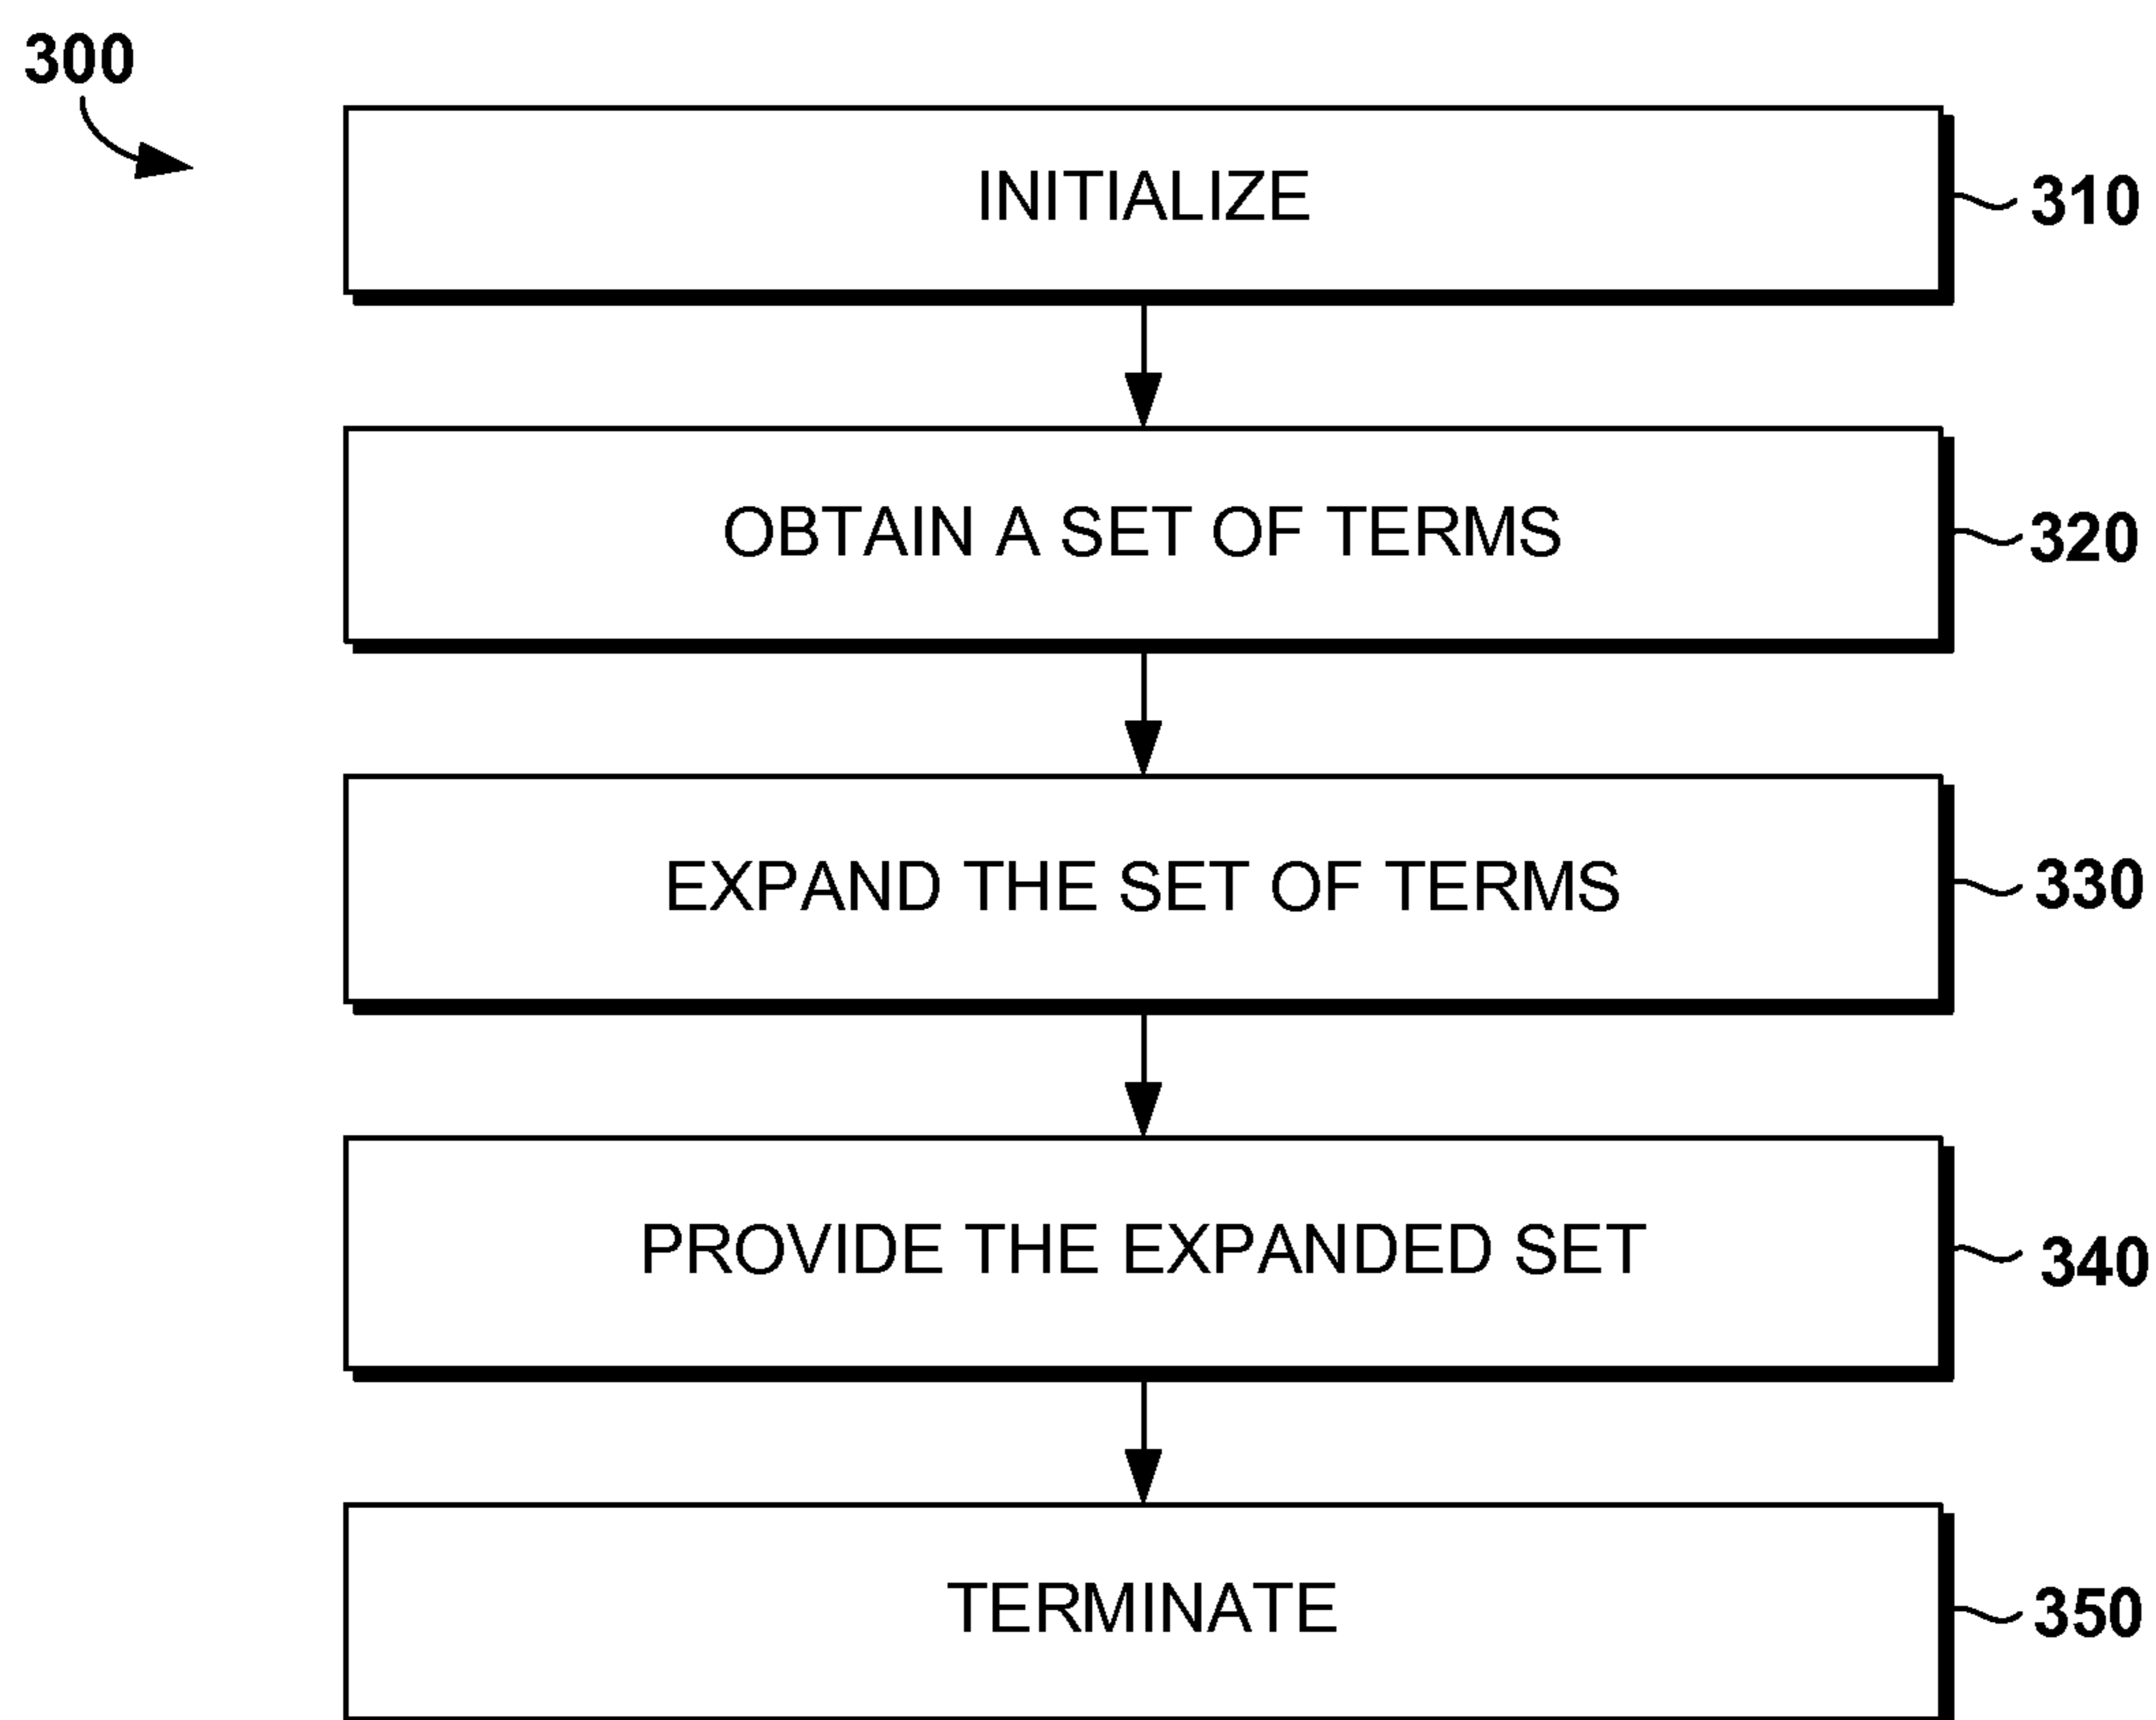 300
INITIALIZE
310
OBTAIN A SET OF TERMS
320
EXPAND THE SET OF TERMS
330
PROVIDE THE EXPANDED SET
340
TERMINATE
350